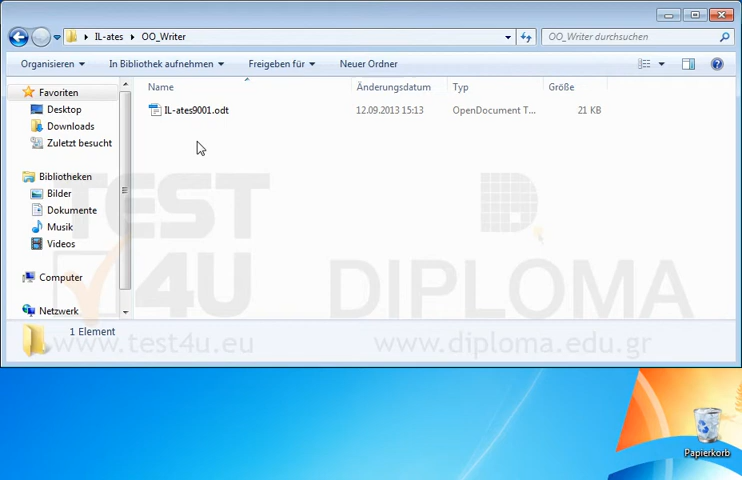 IL-ates OO_Writer OO_Writer durchsuchen
Organisieren In Bibliothek aufnehmen Freigeben für Neuer Ordner
Favoriten
Desktop
Downloads
Zuletzt besucht
Bibliotheken
Bilder
Dokumente
Musik
Videos
Computer
Netzwerk
Name Änderungsdatum Typ Größe
IL-ates9001.odt 12.09.2013 15:13 OpenDocument T... 21 KB
TEST
4U
DIPLOMA
www.test4u.eu www.diploma.edu.gr
1 Element
Papierkorb